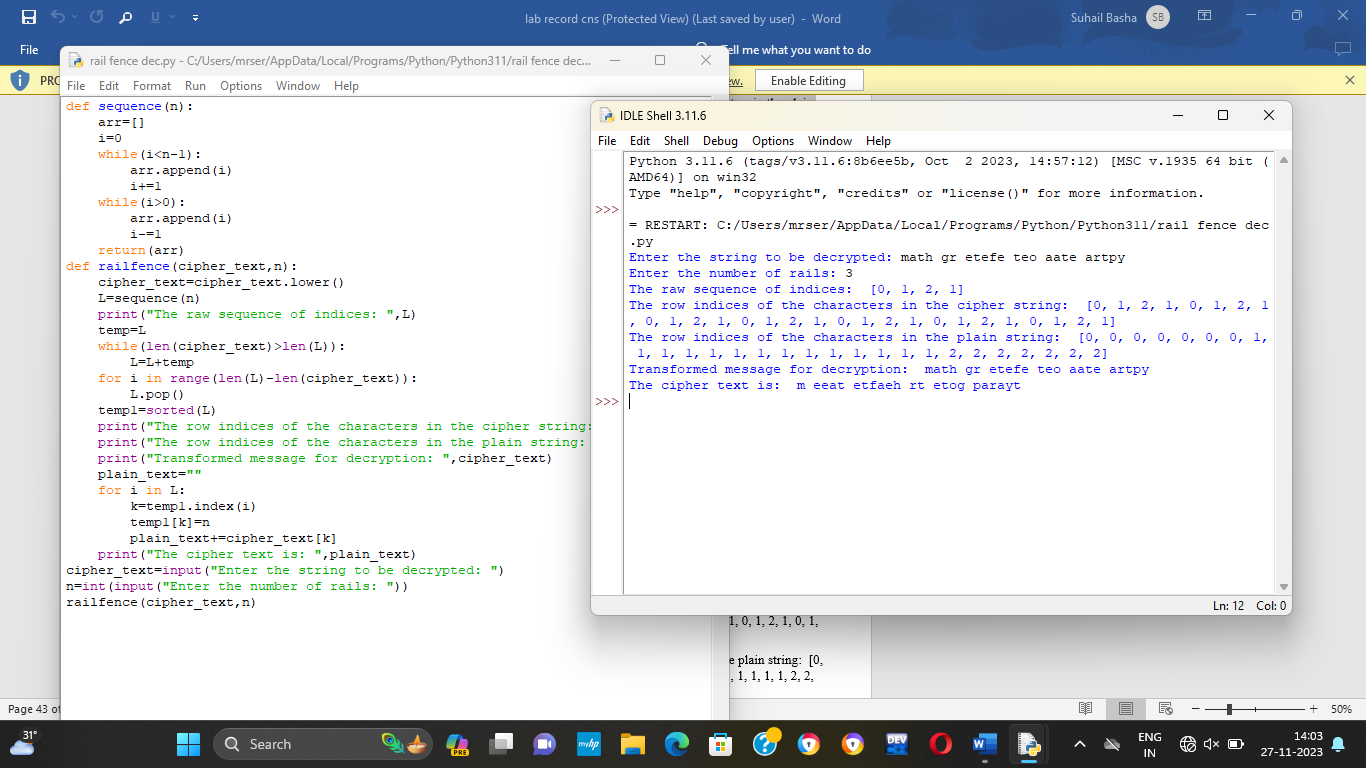 lab record cns (Protected View) (Last saved by user) - Word
Suhail Basha
SB
File
Tell me what you want to do
rail fence dec.py - C:/Users/mrser/AppData/Local/Programs/Python/Python311/rail fence dec...
PRO
ew.
Enable Editing
File Edit Format Run Options Window Help
def sequence(n):
    arr=[]
    i=0
    while(i<n-1):
        arr.append(i)
        i+=1
    while(i>0):
        arr.append(i)
        i-=1
    return(arr)
def railfence(cipher_text,n):
    cipher_text=cipher_text.lower()
    L=sequence(n)
    print("The raw sequence of indices: ",L)
    temp=L
    while(len(cipher_text)>len(L)):
        L=L+temp
    for i in range(len(L)-len(cipher_text)):
        L.pop()
    temp1=sorted(L)
    print("The row indices of the characters in the cipher string:
    print("The row indices of the characters in the plain string:
    print("Transformed message for decryption: ",cipher_text)
    plain_text=""
    for i in L:
        k=temp1.index(i)
        temp1[k]=n
        plain_text+=cipher_text[k]
    print("The cipher text is: ",plain_text)
cipher_text=input("Enter the string to be decrypted: ")
n=int(input("Enter the number of rails: "))
railfence(cipher_text,n)
IDLE Shell 3.11.6
File Edit Shell Debug Options Window Help
Python 3.11.6 (tags/v3.11.6:8b6ee5b, Oct  2 2023, 14:57:12) [MSC v.1935 64 bit (
AMD64)] on win32
Type "help", "copyright", "credits" or "license()" for more information.
>>>
= RESTART: C:/Users/mrser/AppData/Local/Programs/Python/Python311/rail fence dec
.py
Enter the string to be decrypted: math gr etefe teo aate artpy
Enter the number of rails: 3
The raw sequence of indices:  [0, 1, 2, 1]
The row indices of the characters in the cipher string:  [0, 1, 2, 1, 0, 1, 2, 1
, 0, 1, 2, 1, 0, 1, 2, 1, 0, 1, 2, 1, 0, 1, 2, 1, 0, 1, 2, 1]
The row indices of the characters in the plain string:  [0, 0, 0, 0, 0, 0, 0, 1,
 1, 1, 1, 1, 1, 1, 1, 1, 1, 1, 1, 1, 1, 2, 2, 2, 2, 2, 2, 2]
Transformed message for decryption:  math gr etefe teo aate artpy
The cipher text is:  m eeat etfaeh rt etog parayt
>>>
Ln: 12 Col: 0
1, 0, 1, 2, 1, 0, 1,
e plain string: [0,
, 1, 1, 1, 1, 2, 2,
Page 43 of
50%
31°
Search
PRE
myhp
DEV
ENG
IN
14:03
27-11-2023